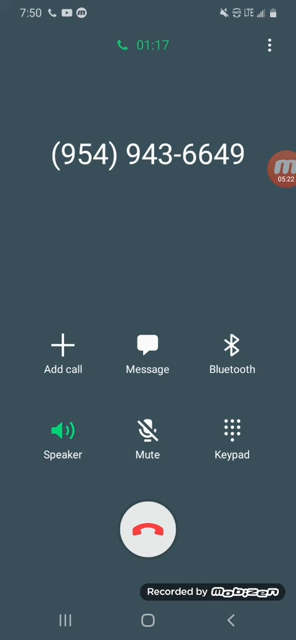 7:50
LTE
01:17
(954) 943-6649
05:22
Add call
Message
Bluetooth
Speaker
Mute
Keypad
Recorded by mobizen